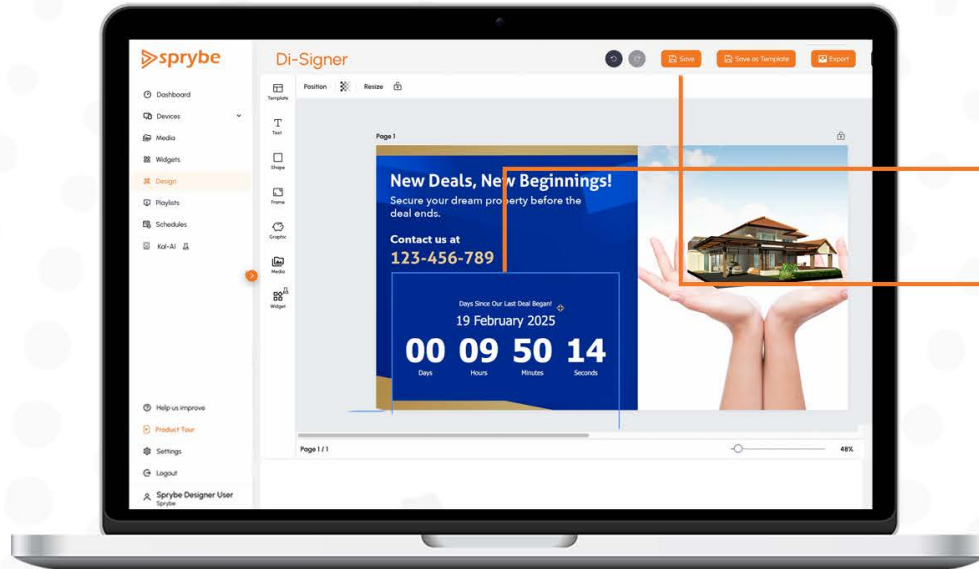 sprybe
Di-Signer
Save
Save as Template
Export
Dashboard
Devices
Media
Widgets
Design
Playlists
Schedules
Kal-AI
Help us improve
Product Tour
Settings
Logout
Sprybe Designer User
Sprybe
Template
Text
Shape
Frame
Graphic
Media
Widget
Position
Resize
Page 1
New Deals, New Beginnings!
Secure your dream property before the
deal ends.
Contact us at
123-456-789
Days Since Our Last Deal Began!
19 February 2025
00 09 50 14
Days Hours Minutes Seconds
Page 1 / 1
48%